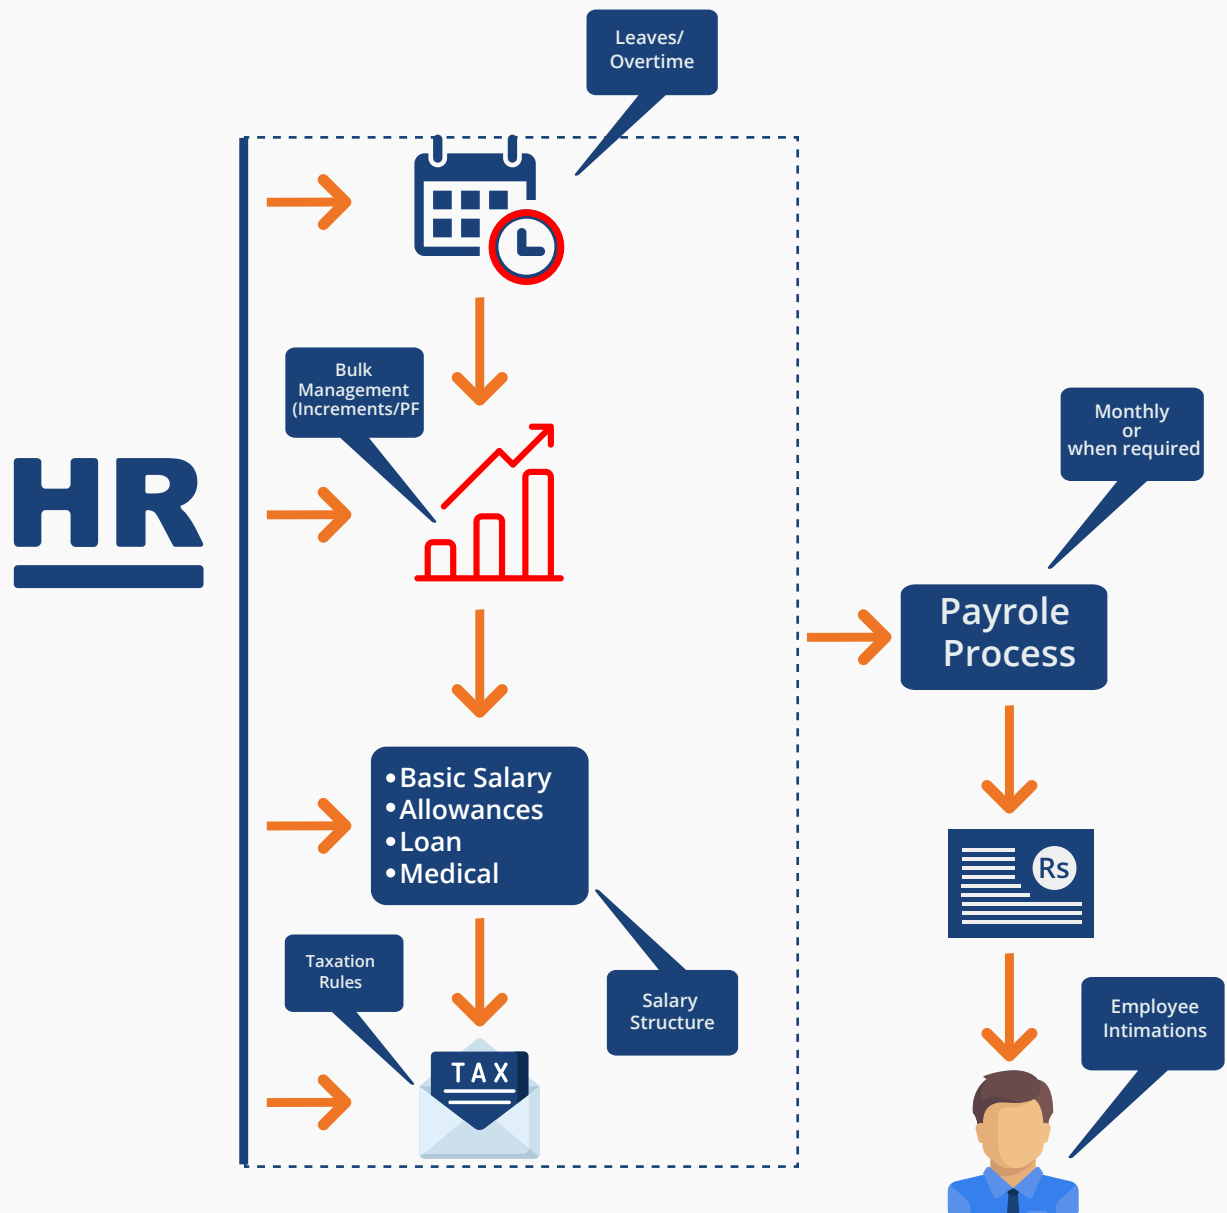 Leaves/
Overtime
Bulk
Management
(Increments/PF
HR
Monthly
or
when required
Payrole
Process
•Basic Salary
•Allowances
•Loan
•Medical
Rs
Taxation
Rules
Salary
Structure
Employee
Intimations
TAX